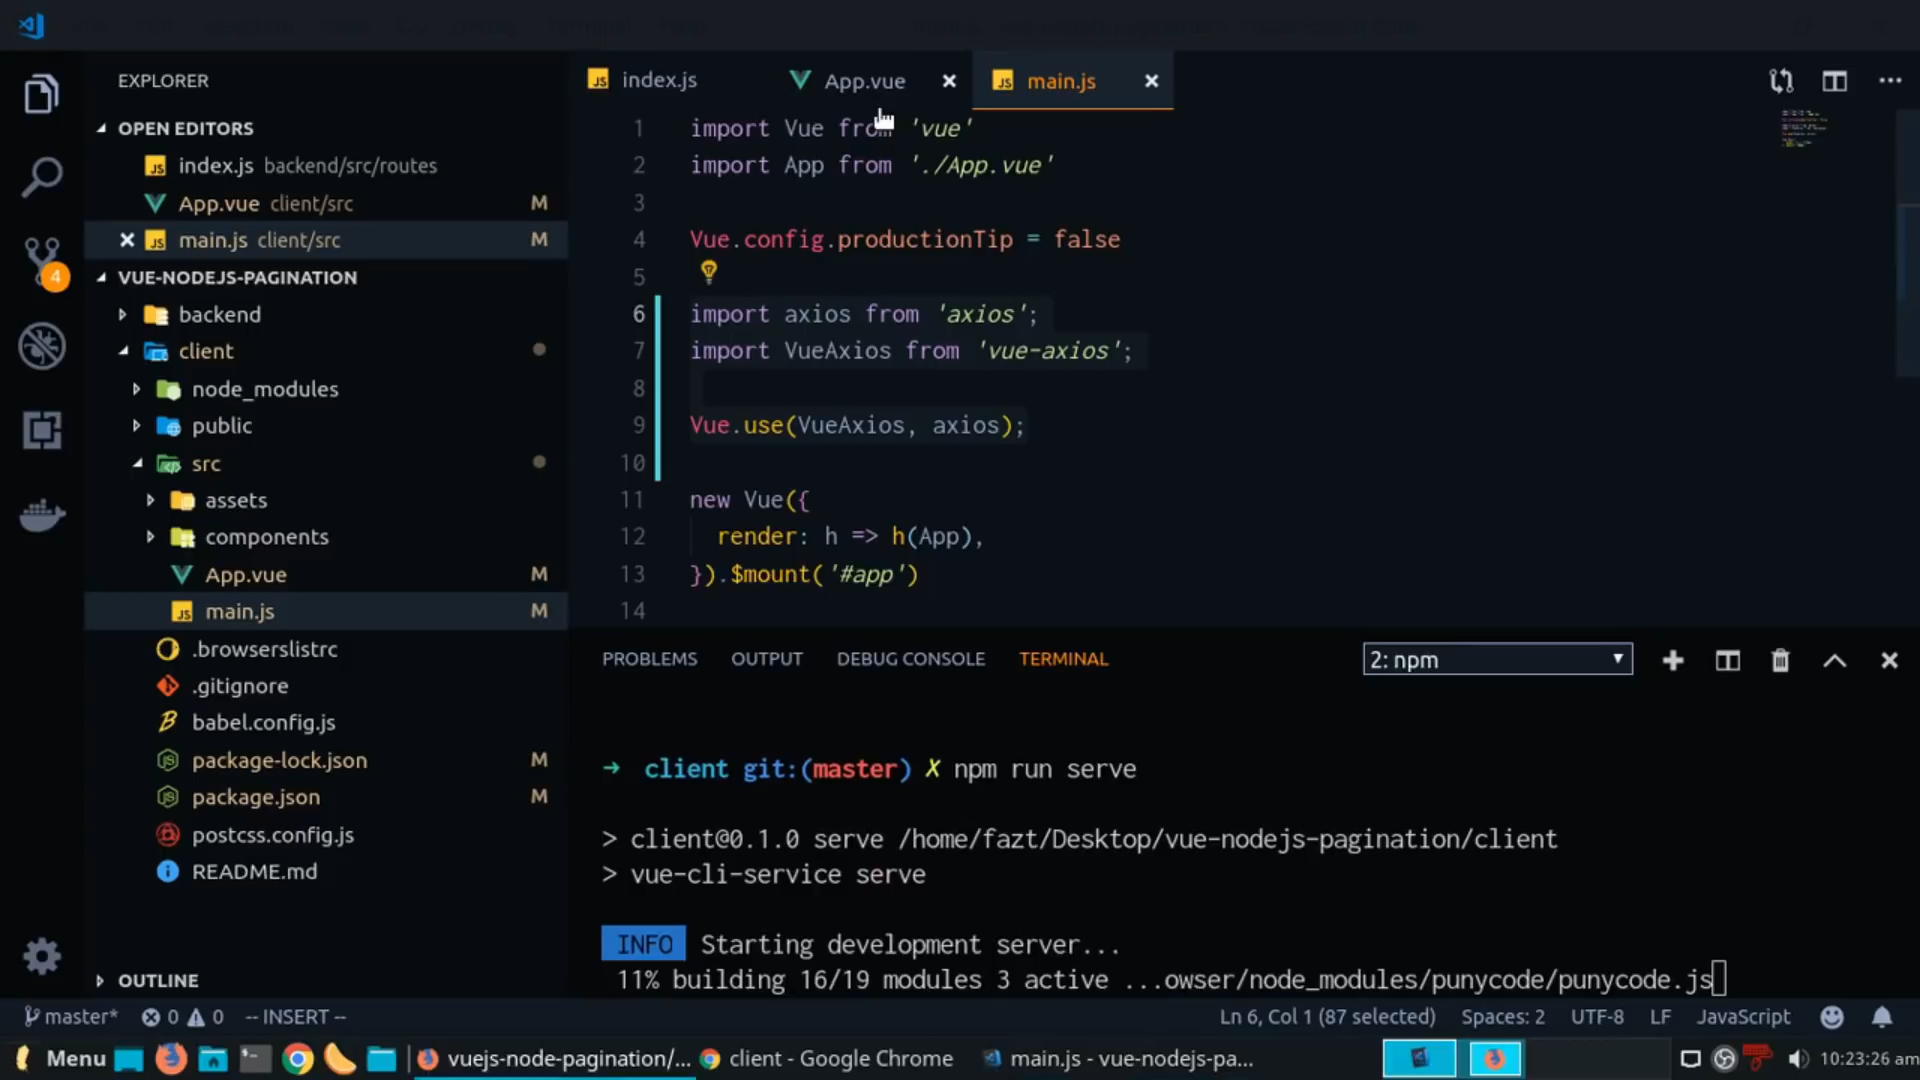 EXPLORER
OPEN EDITORS
index.js backend/src/routes
App.vue client/src M
main.js client/src M
4
VUE-NODEJS-PAGINATION
backend
client
node_modules
public
src
assets
components
App.vue M
main.js M
.browserslistrc
.gitignore
babel.config.js
package-lock.json M
package.json M
postcss.config.js
README.md
OUTLINE
index.js App.vue main.js
1 import Vue from 'vue'
2 import App from './App.vue'
3
4 Vue.config.productionTip = false
5
6 import axios from 'axios';
7 import VueAxios from 'vue-axios';
8
9 Vue.use(VueAxios, axios);
10
11 new Vue({
12 render: h => h(App),
13 }).$mount('#app')
14
PROBLEMS OUTPUT DEBUG CONSOLE TERMINAL 2: npm
→ client git:(master) ✗ npm run serve
> client@0.1.0 serve /home/fazt/Desktop/vue-nodejs-pagination/client
> vue-cli-service serve
INFO Starting development server...
11% building 16/19 modules 3 active ...owser/node_modules/punycode/punycode.js
master* 0 0 -- INSERT -- Ln 6, Col 1 (87 selected) Spaces: 2 UTF-8 LF JavaScript
Menu vuejs-node-pagination/... client - Google Chrome main.js - vue-nodejs-pa... 10:23:26 am